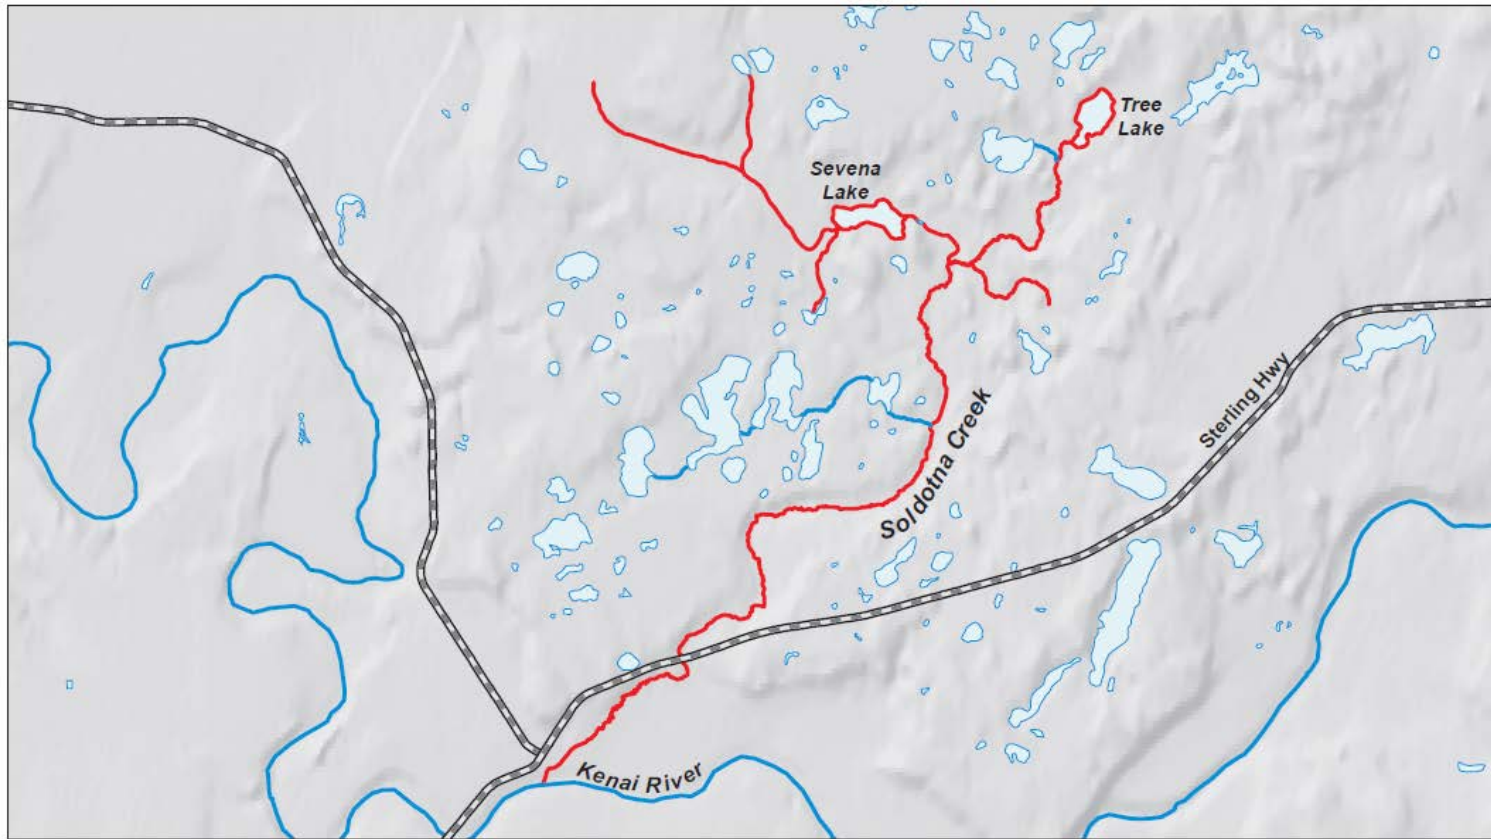 Tree
Lake
Sevena
Lake
Sterling Hwy
Soldotna Creek
Kenai River